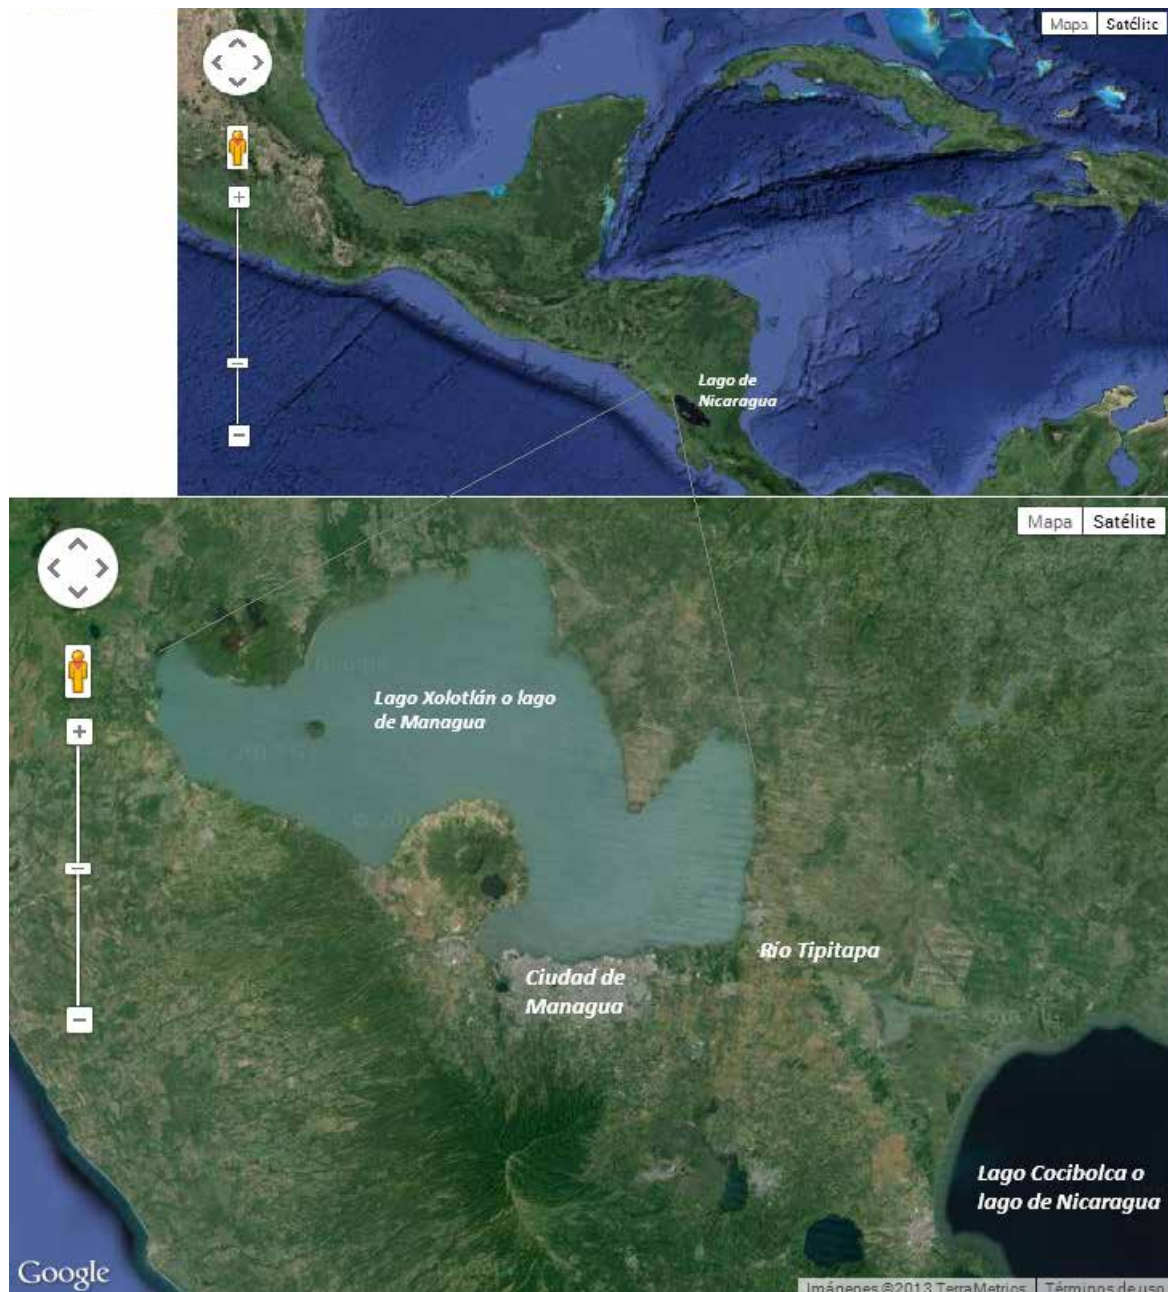 Mapa Satélite
Lago de
Nicaragua
Mapa Satélite
Lago Xolotlán o lago
de Managua
Río Tipitapa
Ciudad de
Managua
Lago Cocibolca o
lago de Nicaragua
Google
Imágenes ©2013 TerraMetrics Términos de uso